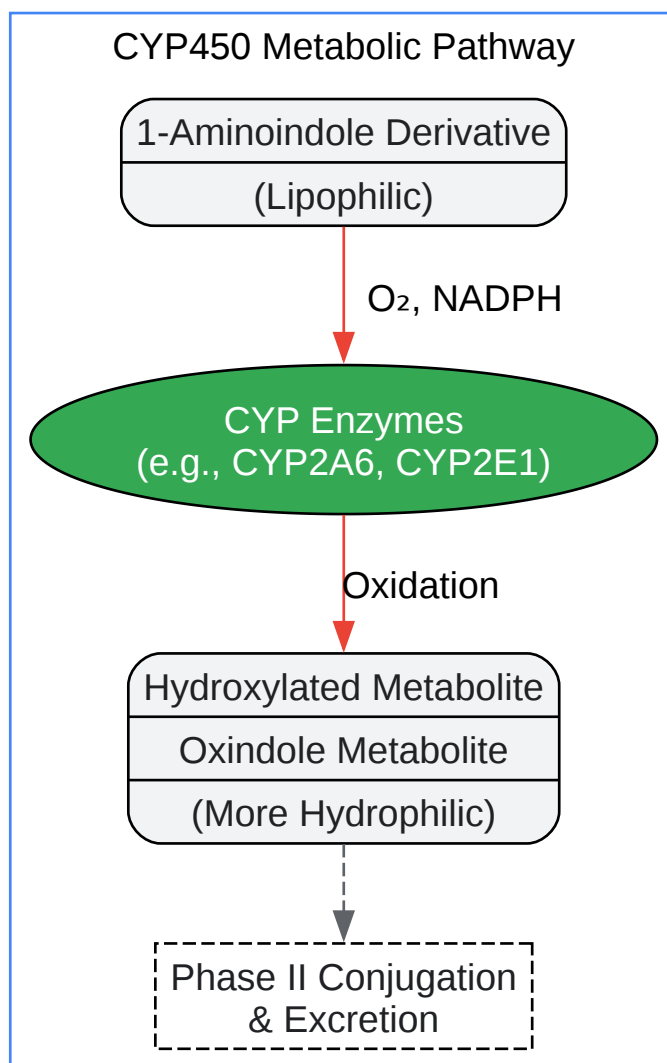 CYP450 Metabolic Pathway
1-Aminoindole Derivative
(Lipophilic)
O₂, NADPH
CYP Enzymes
(e.g., CYP2A6, CYP2E1)
Oxidation
Hydroxylated Metabolite
Oxindole Metabolite
(More Hydrophilic)
Phase II Conjugation
& Excretion